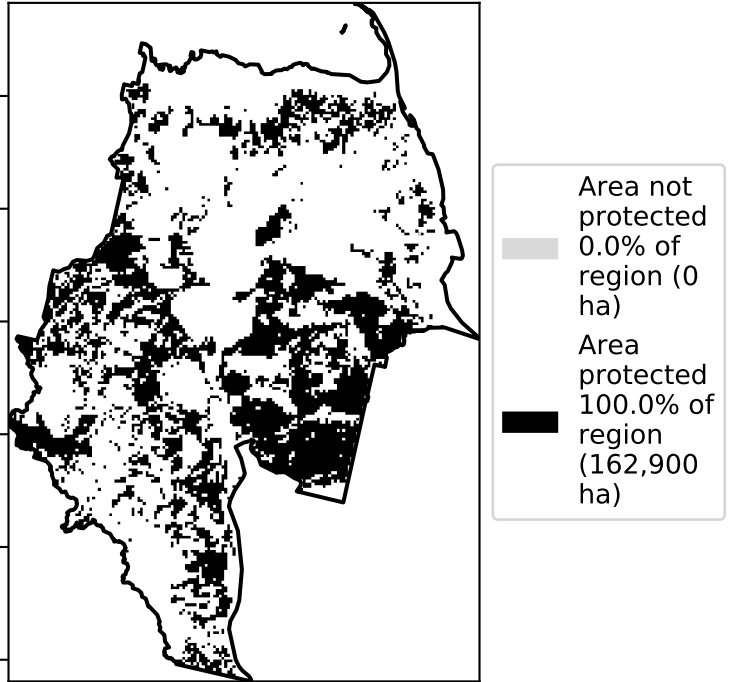 Area not
protected
0.0% of
region (0
ha)
Area
protected
100.0% of
region
(162,900
ha)